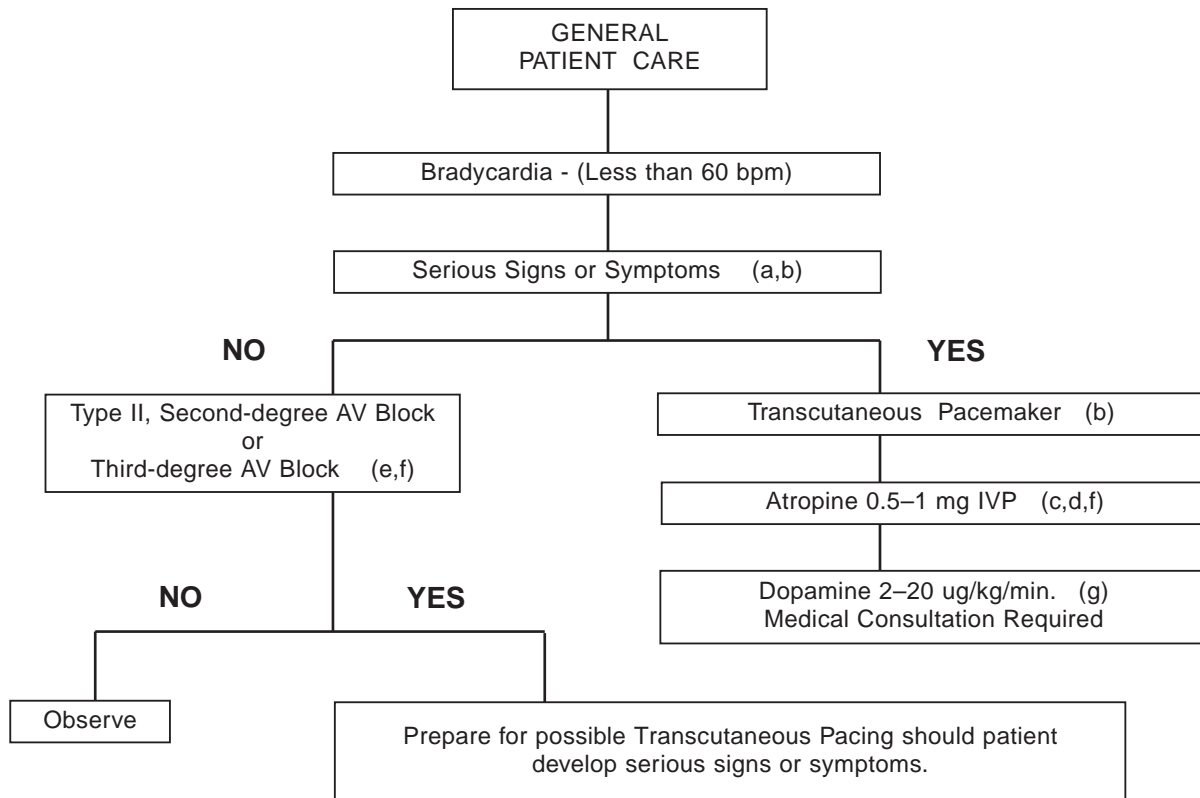 GENERAL
PATIENT CARE
Bradycardia - (Less than 60 bpm)
Serious Signs or Symptoms (a,b)
NO
YES
Type II, Second-degree AV Block
or
Third-degree AV Block (e,f)
Transcutaneous Pacemaker (b)
Atropine 0.5–1 mg IVP (c,d,f)
Dopamine 2–20 ug/kg/min. (g)
Medical Consultation Required
NO
YES
Observe
Prepare for possible Transcutaneous Pacing should patient
develop serious signs or symptoms.